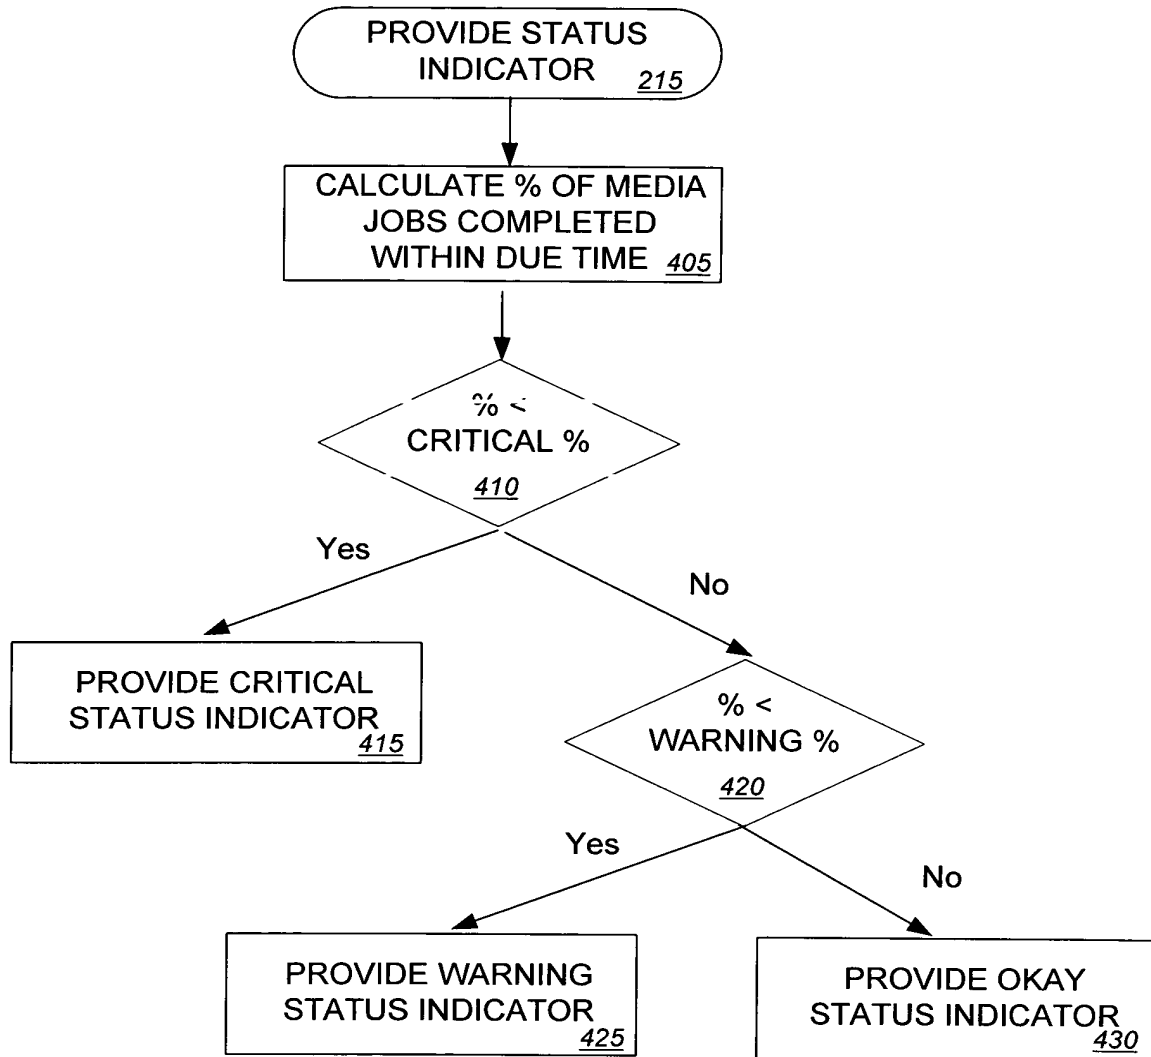 PROVIDE STATUS
INDICATOR 215
CALCULATE % OF MEDIA
JOBS COMPLETED
WITHIN DUE TIME 405
% <
CRITICAL %
410
Yes
No
PROVIDE CRITICAL
STATUS INDICATOR
415
% <
WARNING %
420
Yes
No
PROVIDE WARNING
STATUS INDICATOR
425
PROVIDE OKAY
STATUS INDICATOR
430